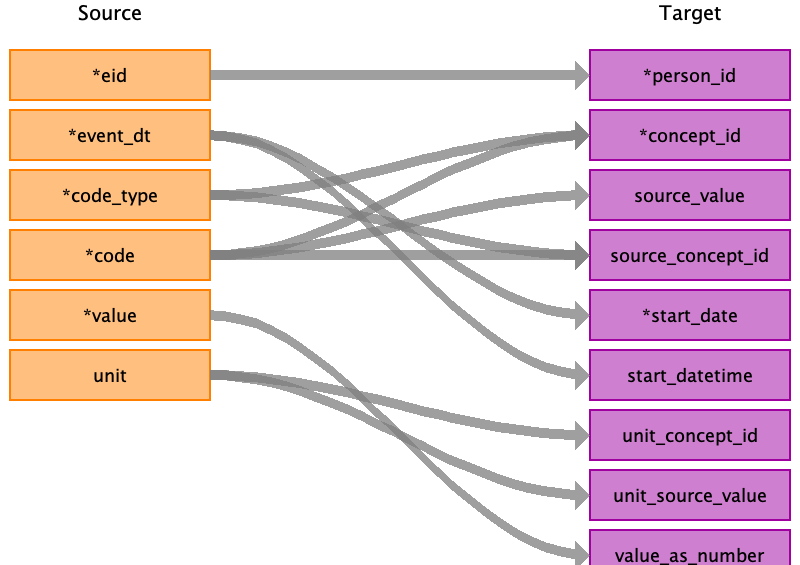 Source
Target
*eid
*person_id
*event_dt
*concept_id
*code_type
source_value
*code
source_concept_id
*value
*start_date
unit
start_datetime
unit_concept_id
unit_source_value
value_as_number